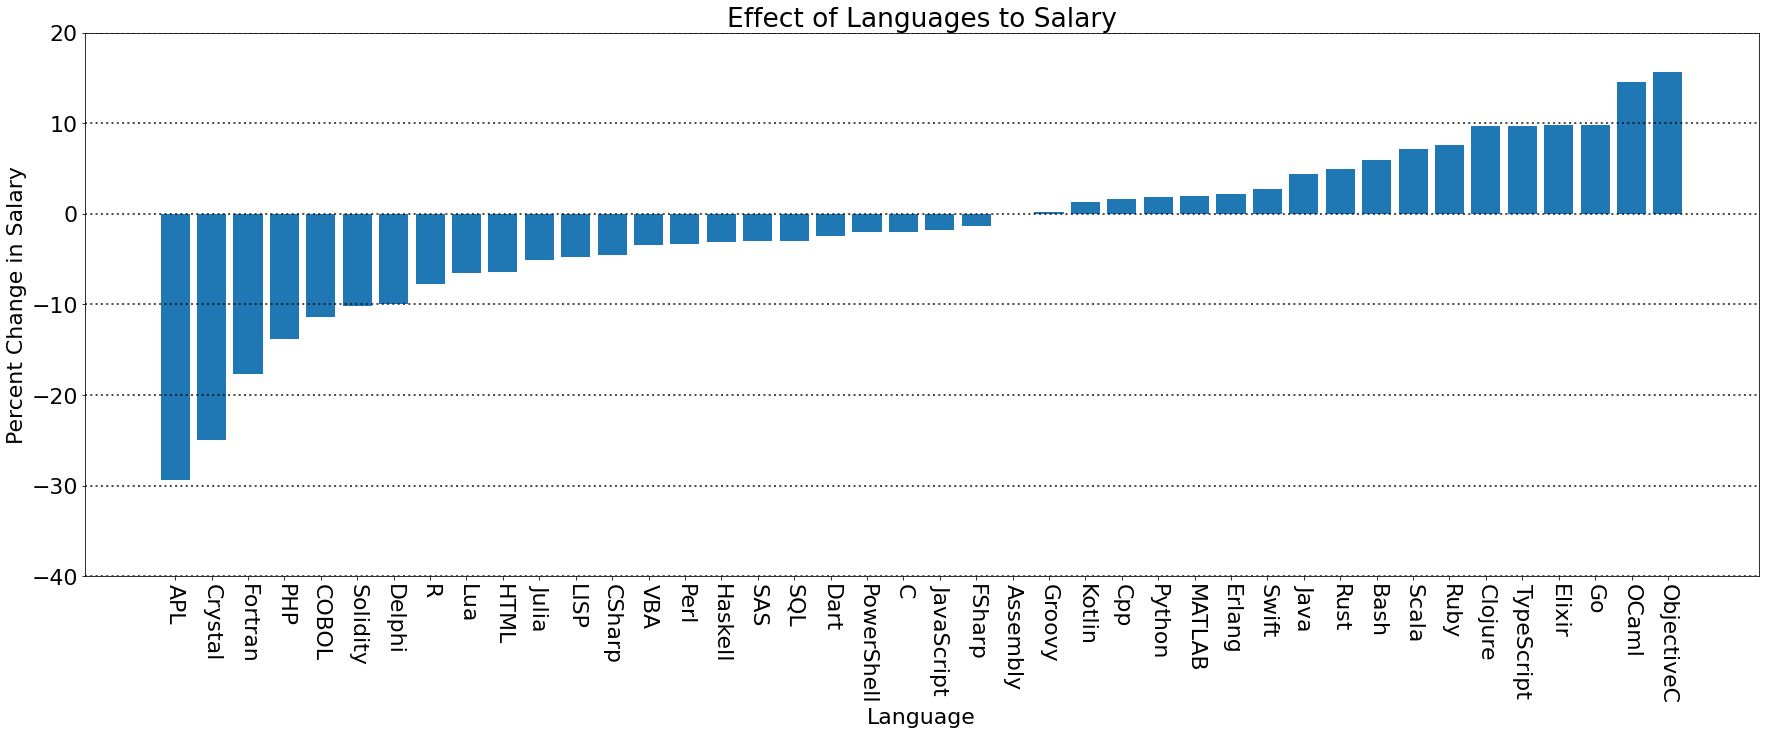 Effect of Languages to Salary
Percent Change in Salary
20
10
0
−10
−20
−30
−40
APL
Crystal
Fortran
PHP
COBOL
Solidity
Delphi
R
Lua
HTML
Julia
LISP
CSharp
VBA
Perl
Haskell
SAS
SQL
Dart
PowerShell
C
JavaScript
FSharp
Assembly
Groovy
Kotlin
Cpp
Python
MATLAB
Erlang
Swift
Java
Rust
Bash
Scala
Ruby
Clojure
TypeScript
Elixir
Go
OCaml
ObjectiveC
Language